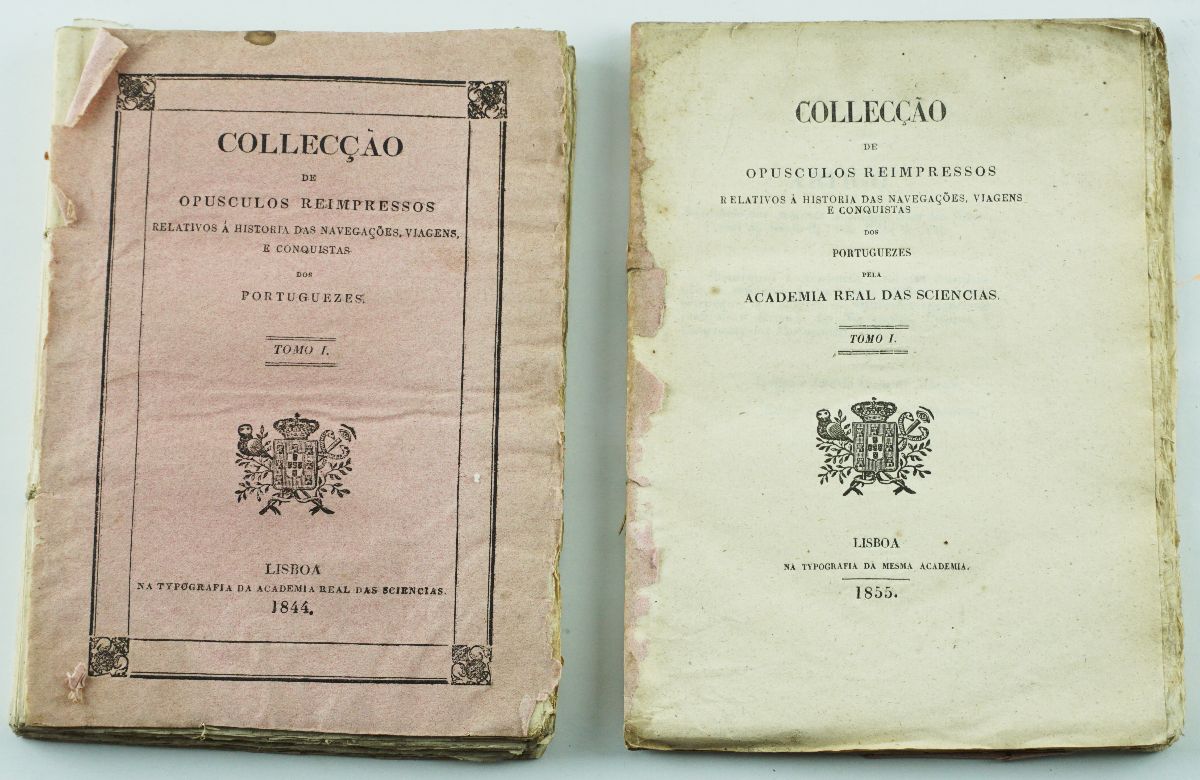 COLLECÇÃO
DE
OPUSCULOS REIMPRESSOS
RELATIVOS Á HISTORIA DAS NAVEGAÇÕES, VIAGENS,
E CONQUISTAS
DOS
PORTUGUEZES.
TOMO I.
LISBOA
NA TYPOGRAFIA DA ACADEMIA REAL DAS SCIENCIAS.
1844.
COLLECÇÃO
DE
OPUSCULOS REIMPRESSOS
RELATIVOS Á HISTORIA DAS NAVEGAÇÕES, VIAGENS
E CONQUISTAS
DOS
PORTUGUEZES
PELA
ACADEMIA REAL DAS SCIENCIAS.
TOMO I.
LISBOA
NA TYPOGRAFIA DA MESMA ACADEMIA.
1855.